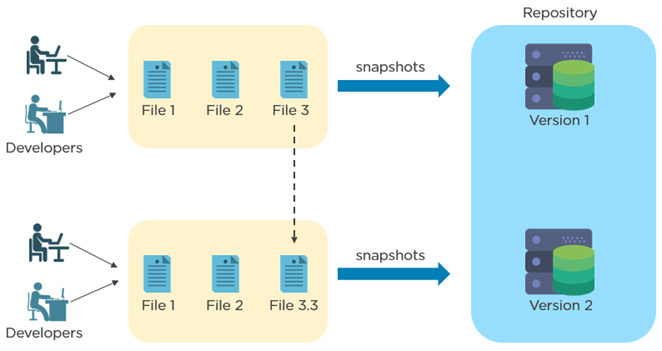 Repository
snapshots
File 1
File 2
File 3
Version 1
Developers
snapshots
File 1
File 2
File 3.3
Version 2
Developers